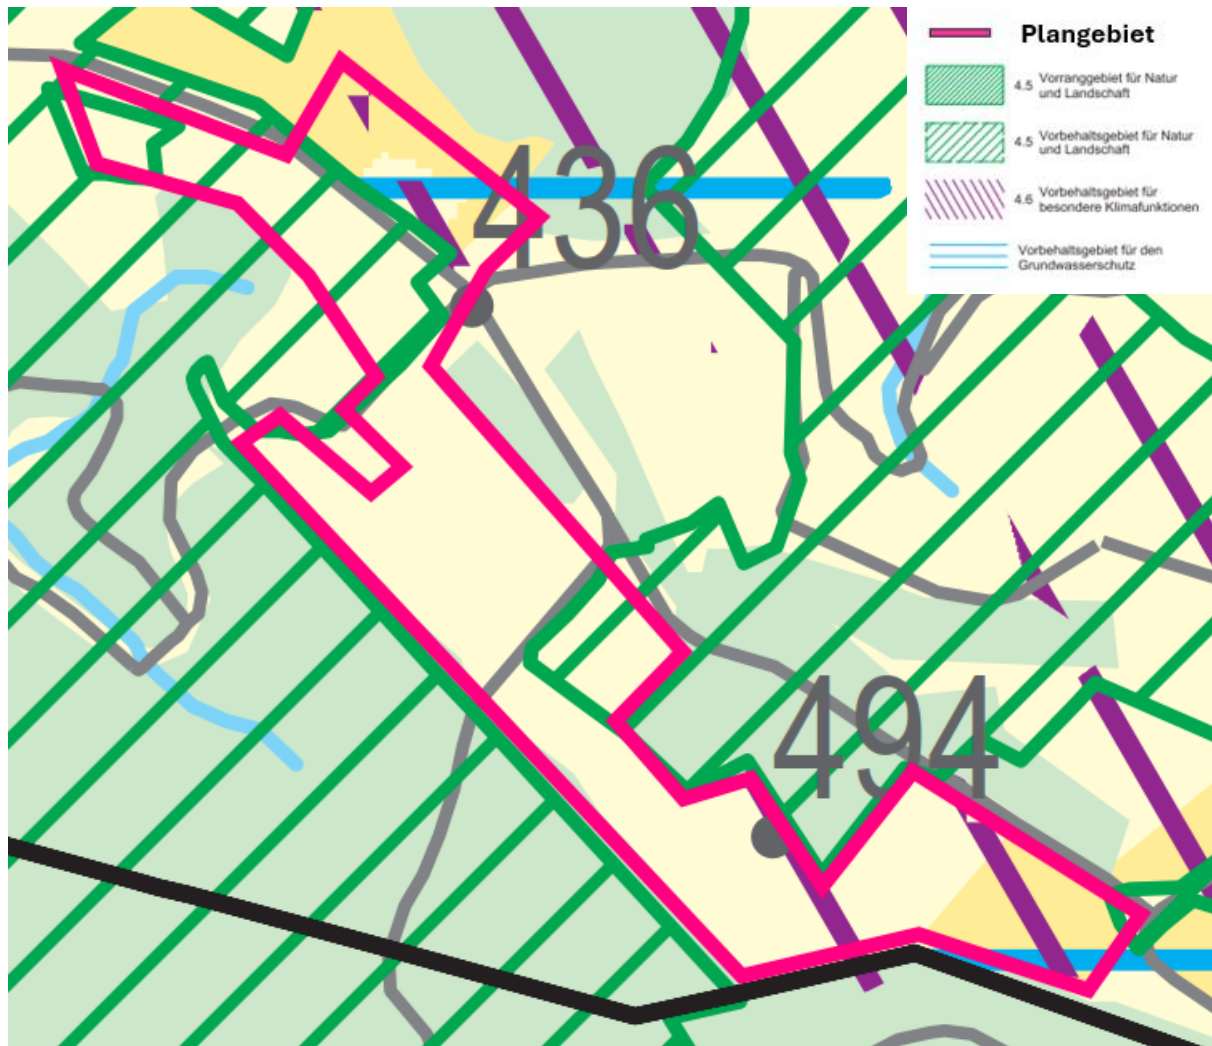 Plangebiet
4.5 Vorranggebiet für Natur
und Landschaft
4.5 Vorbehaltsgebiet für Natur
und Landschaft
4.6 Vorbehaltsgebiet für
besondere Klimafunktionen
Vorbehaltsgebiet für den
Grundwasserschutz
436
494